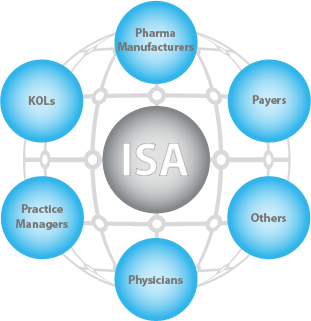 Pharma
Manufacturers
KOLs
Payers
ISA
Practice
Managers
Others
Physicians